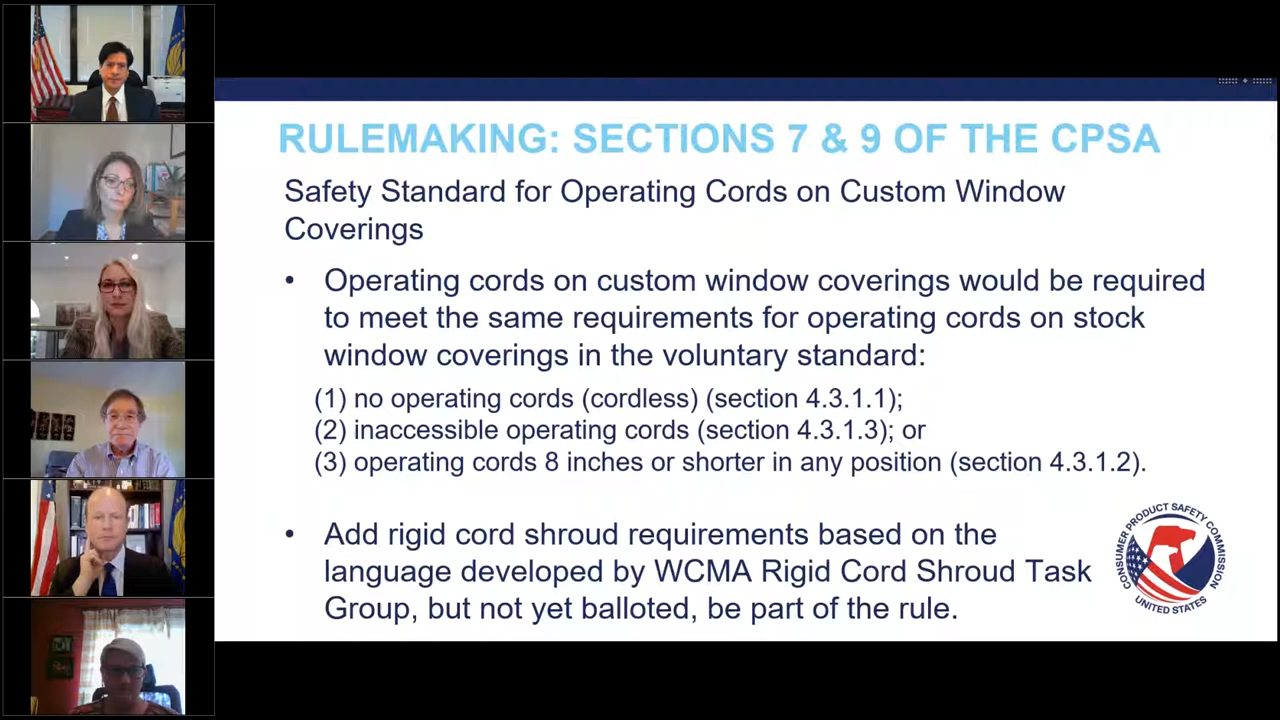 RULEMAKING: SECTIONS 7 & 9 OF THE CPSA
Safety Standard for Operating Cords on Custom Window
Coverings
• Operating cords on custom window coverings would be required
to meet the same requirements for operating cords on stock
window coverings in the voluntary standard:
(1) no operating cords (cordless) (section 4.3.1.1);
(2) inaccessible operating cords (section 4.3.1.3); or
(3) operating cords 8 inches or shorter in any position (section 4.3.1.2).
• Add rigid cord shroud requirements based on the
language developed by WCMA Rigid Cord Shroud Task
Group, but not yet balloted, be part of the rule.
CONSUMER PRODUCT SAFETY COMMISSION
UNITED STATES